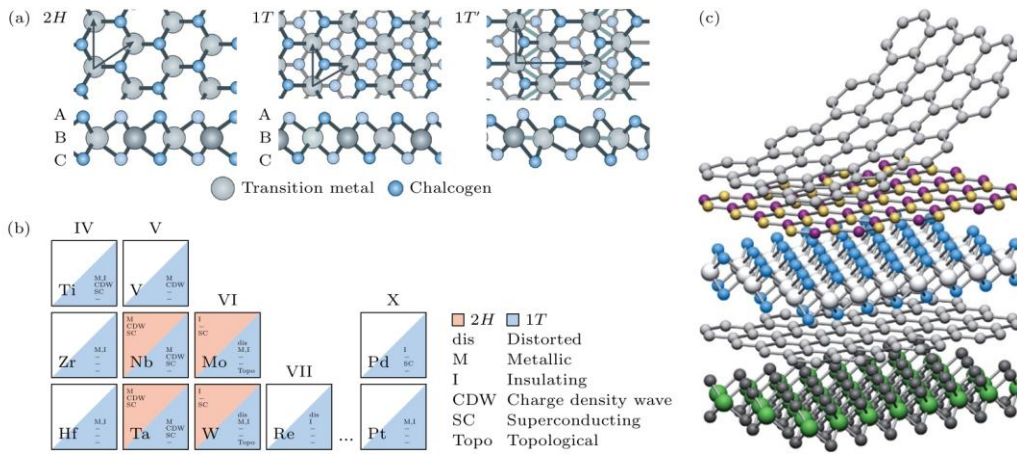 (a) 2H 1T 1T′
A A
B B
C C
Transition metal Chalcogen
(b)
IV V
Ti M,I CDW SC –
V M CDW – –
VI
X
Zr M,I – – –
Nb M CDW SC
M CDW SC –
Mo I – SC
dis M,I – – Topo
Pd I – SC –
VII
Hf M,I – – –
Ta M CDW SC
M CDW SC –
W I – SC
dis M,I – – Topo
Re dis I – –
...
Pt M,I – – –
2H 1T
dis Distorted
M Metallic
I Insulating
CDW Charge density wave
SC Superconducting
Topo Topological
(c)